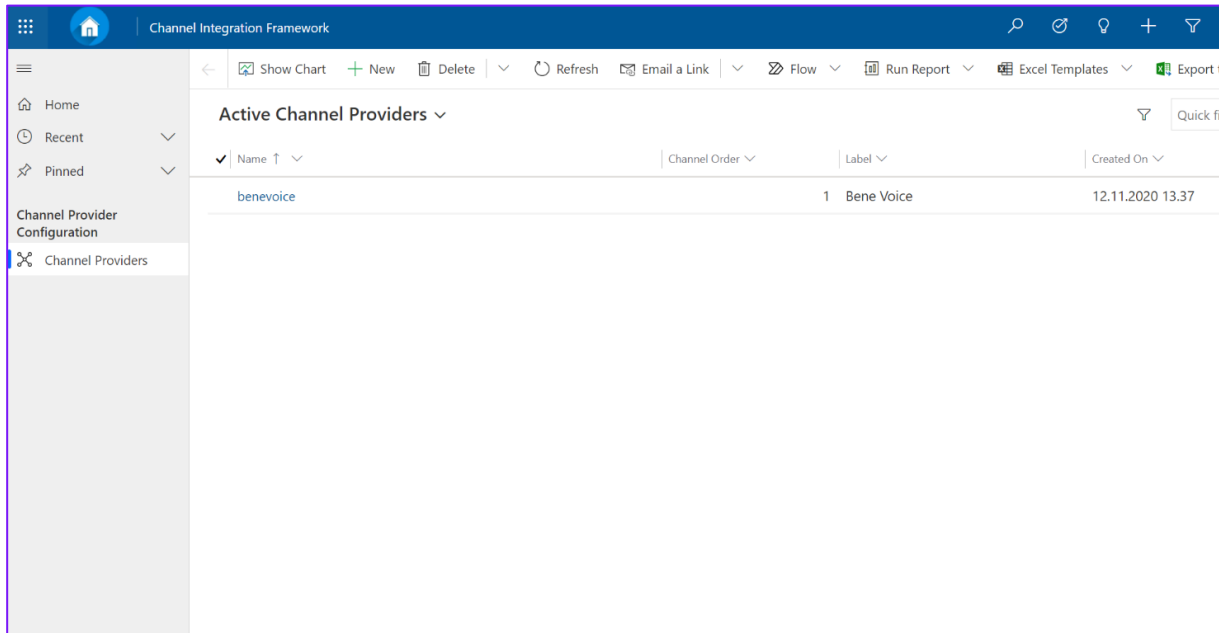 Channel Integration Framework
Show Chart New Delete Refresh Email a Link Flow Run Report Excel Templates Export
Home
Recent
Pinned
Channel Provider
Configuration
Channel Providers
Active Channel Providers
Quick
Name Channel Order Label Created On
benevoice 1 Bene Voice 12.11.2020 13.37